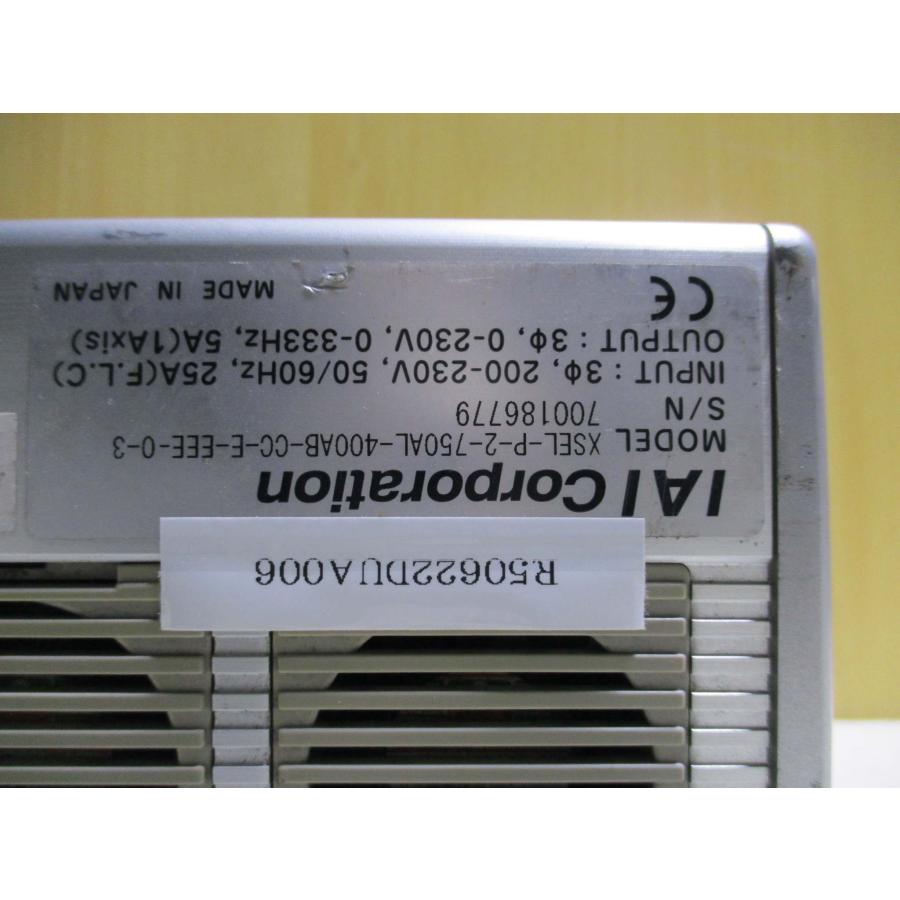 R50622DUA006
IAI Corporation
MODEL XSEL-P-2-750AL-400AB-CC-E-EEE-0-3
S/N 700186779
INPUT : 3Φ, 200-230V, 50/60Hz, 25A(F.L.C)
OUTPUT : 3Φ, 0-230V, 0-333Hz, 5A(1Axis)
CE MADE IN JAPAN